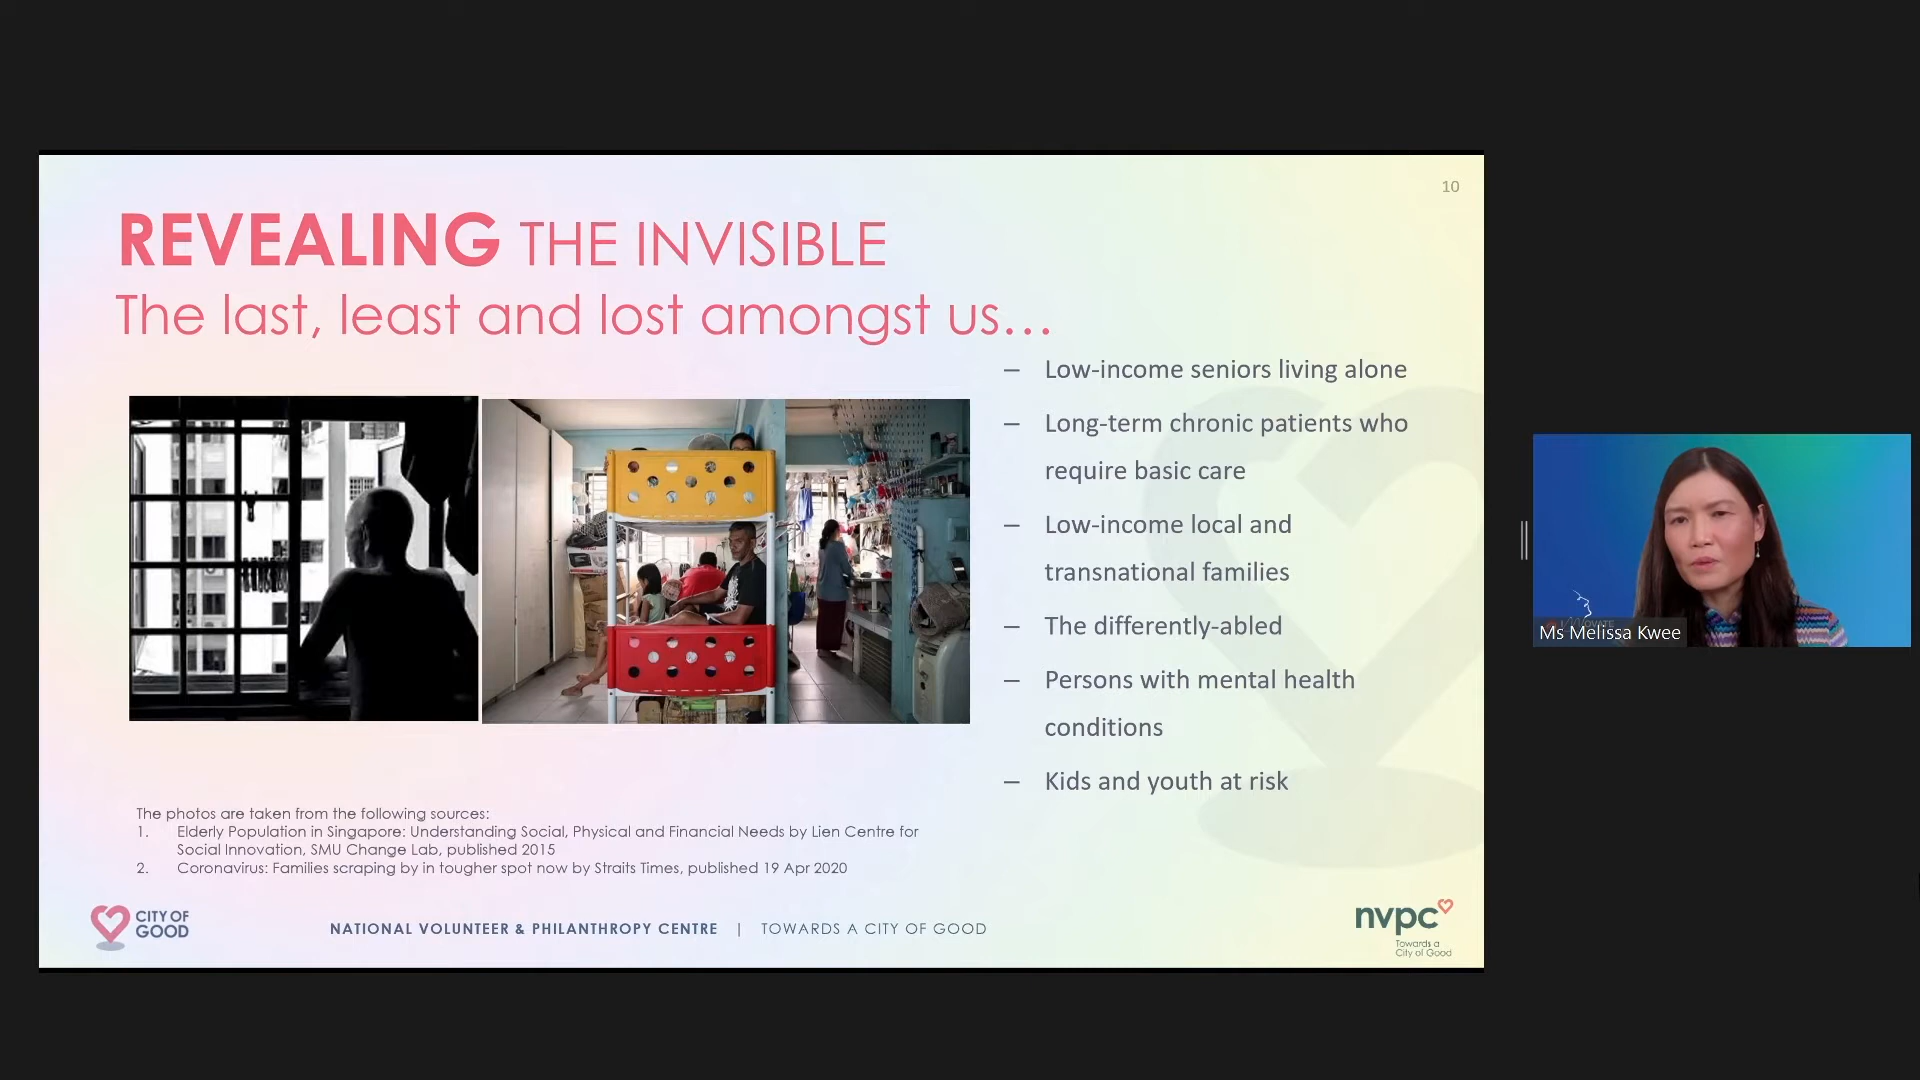 10
REVEALING THE INVISIBLE
The last, least and lost amongst us...
– Low-income seniors living alone
– Long-term chronic patients who
require basic care
– Low-income local and
transnational families
– The differently-abled
– Persons with mental health
conditions
– Kids and youth at risk
The photos are taken from the following sources:
1. Elderly Population in Singapore: Understanding Social, Physical and Financial Needs by Lien Centre for
Social Innovation, SMU Change Lab, published 2015
2. Coronavirus: Families scraping by in tougher spot now by Straits Times, published 19 Apr 2020
CITY OF
GOOD
NATIONAL VOLUNTEER & PHILANTHROPY CENTRE | TOWARDS A CITY OF GOOD
nvpc
Towards a
City of Good
Ms Melissa Kwee